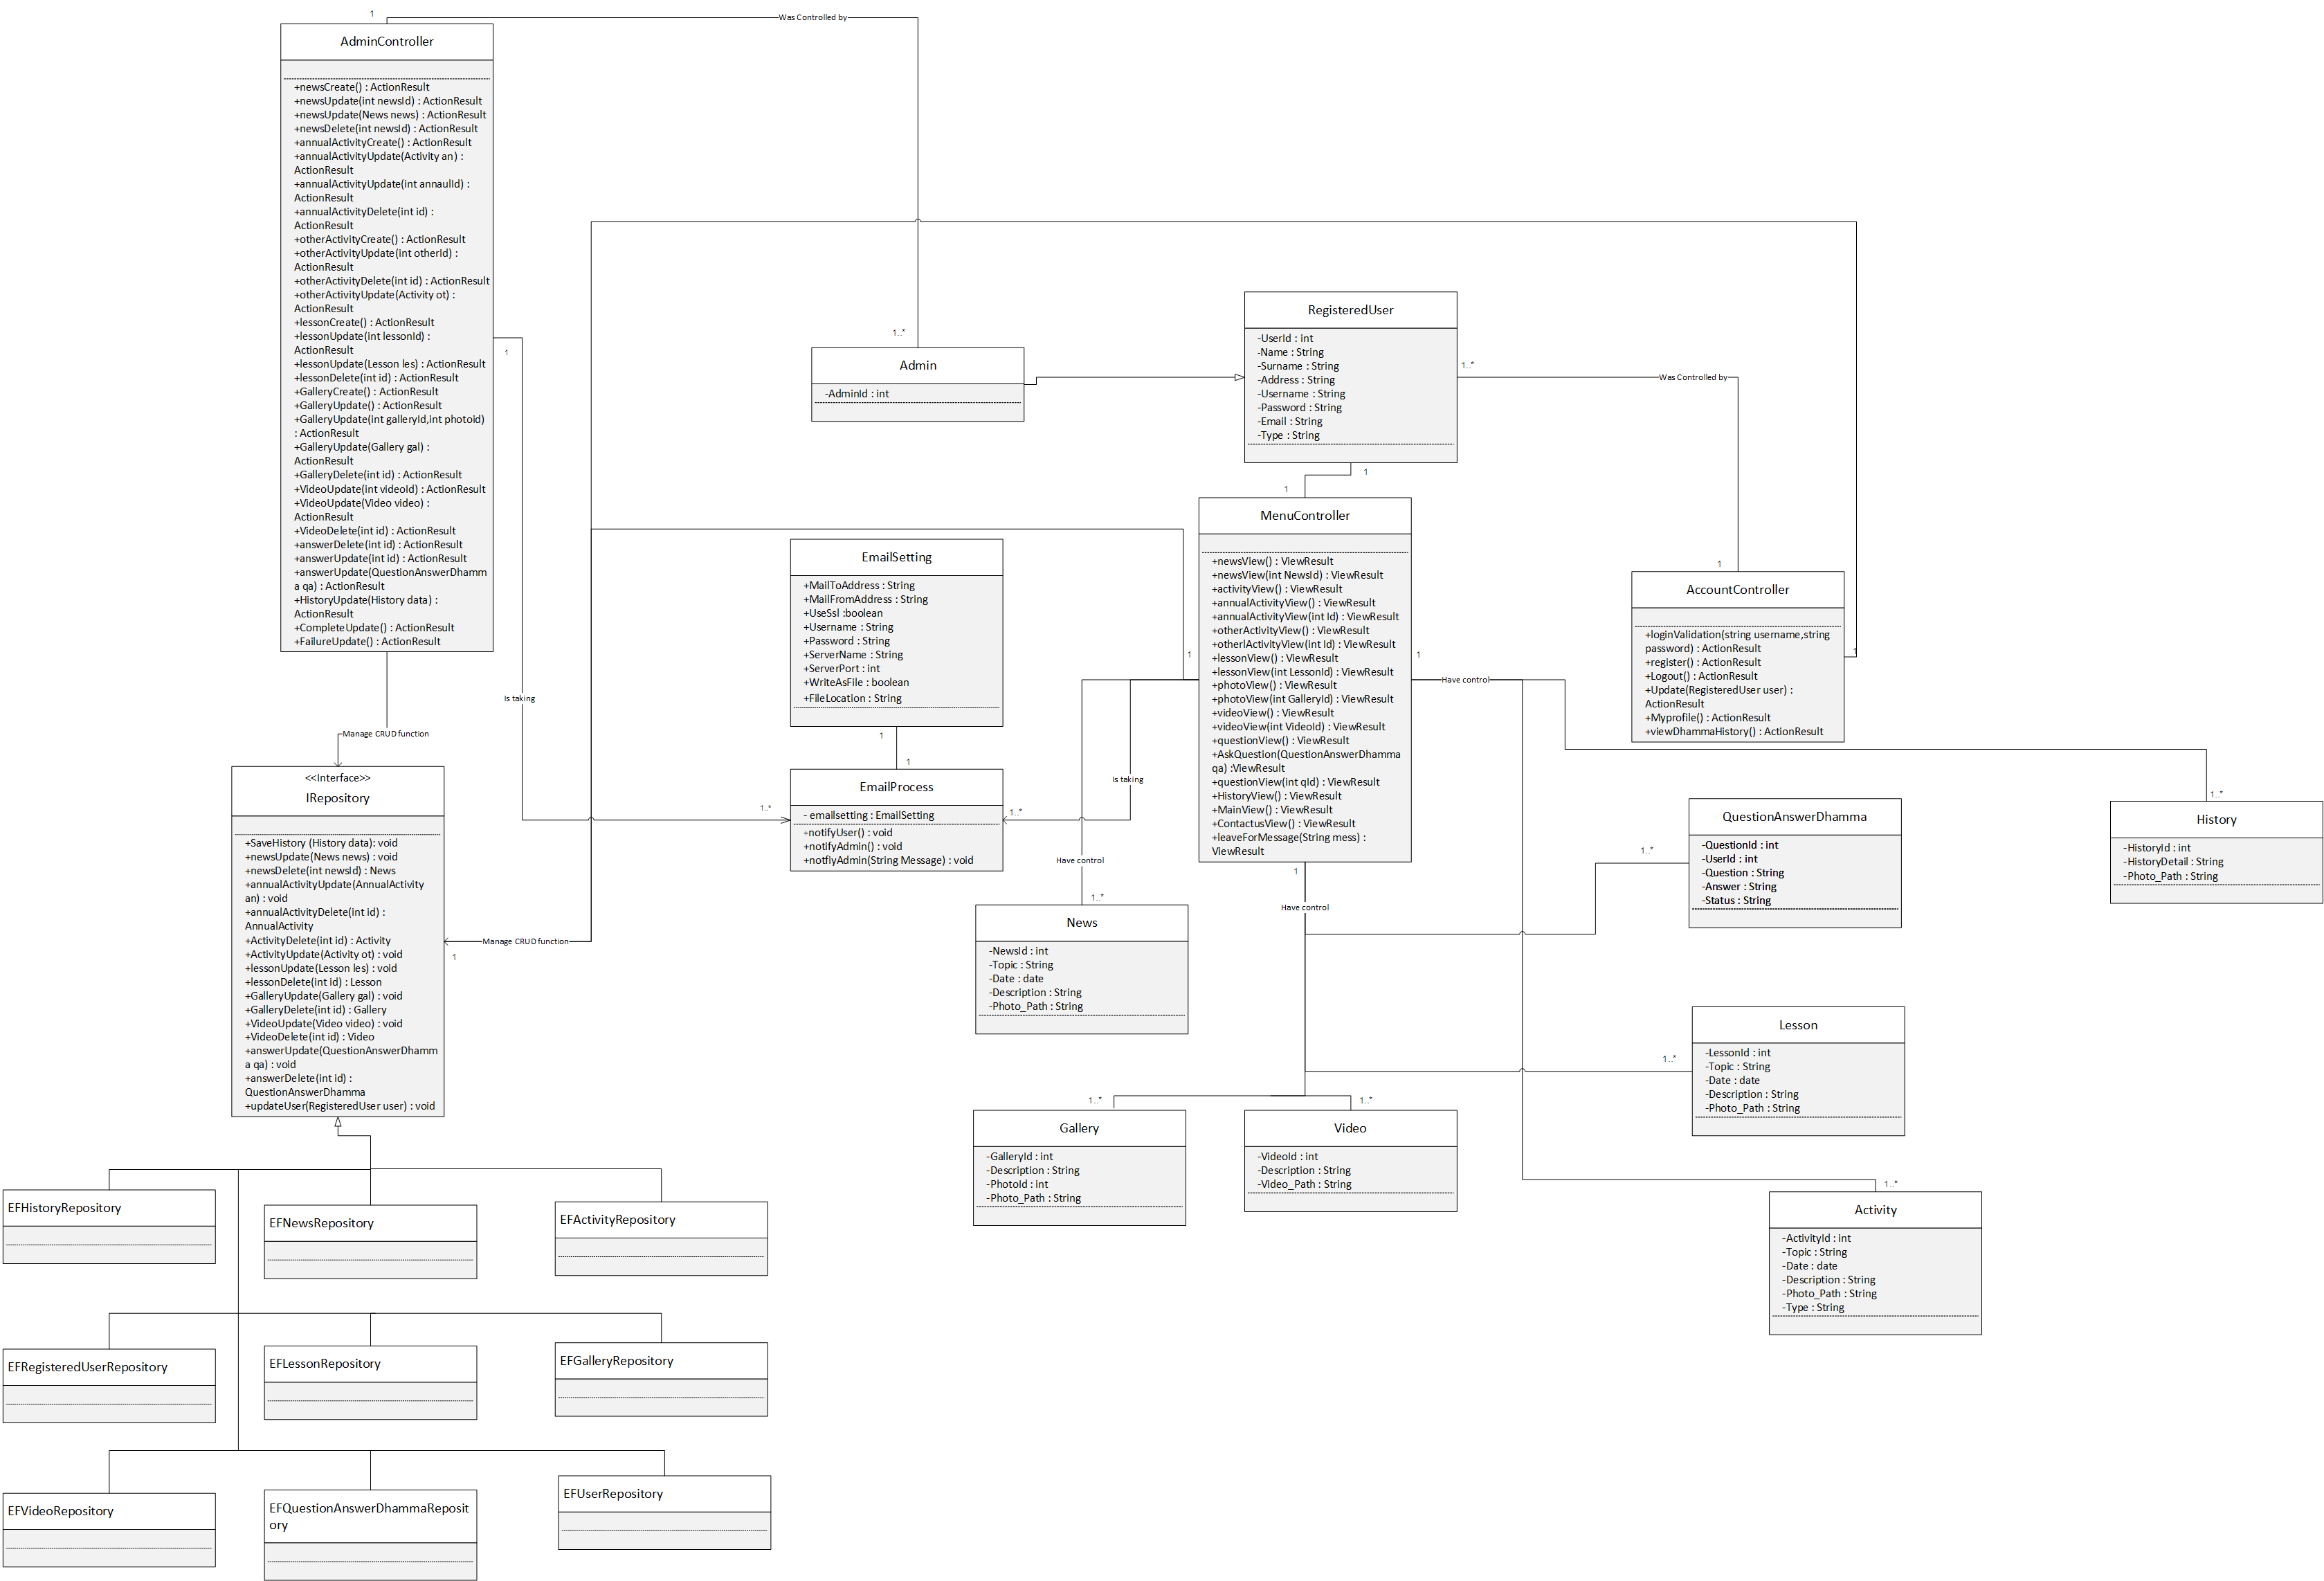 1
Was Controlled by
AdminController
+newsCreate() : ActionResult
+newsUpdate(int newsId) : ActionResult
+newsUpdate(News news) : ActionResult
+newsDelete(int newsId) : ActionResult
+annualActivityCreate() : ActionResult
+annualActivityUpdate(Activity an) :
ActionResult
+annualActivityUpdate(int annaulId) :
ActionResult
+annualActivityDelete(int id) :
ActionResult
+otherActivityCreate() : ActionResult
+otherActivityUpdate(int otherId) :
ActionResult
+otherActivityDelete(int id) : ActionResult
+otherActivityUpdate(Activity ot) :
ActionResult
+lessonCreate() : ActionResult
+lessonUpdate(int lessonId) :
ActionResult
+lessonUpdate(Lesson les) : ActionResult
+lessonDelete(int id) : ActionResult
+GalleryCreate() : ActionResult
+GalleryUpdate() : ActionResult
+GalleryUpdate(int galleryId,int photoid)
: ActionResult
+GalleryUpdate(Gallery gal) :
ActionResult
+GalleryDelete(int id) : ActionResult
+VideoUpdate(int videoId) : ActionResult
+VideoUpdate(Video video) :
ActionResult
+VideoDelete(int id) : ActionResult
+answerDelete(int id) : ActionResult
+answerUpdate(int id) : ActionResult
+answerUpdate(QuestionAnswerDhamm
a qa) : ActionResult
+HistoryUpdate(History data) :
ActionResult
+CompleteUpdate() : ActionResult
+FailureUpdate() : ActionResult
1
Is taking
1..*
Admin
-AdminId : int
RegisteredUser
-UserId : int
-Name : String
-Surname : String
-Address : String
-Username : String
-Password : String
-Email : String
-Type : String
1..*
Was Controlled by
1
1
1
AccountController
+loginValidation(string username,string
password) : ActionResult
+register() : ActionResult
+Logout() : ActionResult
+Update(RegisteredUser user) :
ActionResult
+Myprofile() : ActionResult
+viewDhammaHistory() : ActionResult
1
MenuController
+newsView() : ViewResult
+newsView(int NewsId) : ViewResult
+activityView() : ViewResult
+annualActivityView() : ViewResult
+annualActivityView(int Id) : ViewResult
+otherActivityView() : ViewResult
+otherlActivityView(int Id) : ViewResult
+lessonView() : ViewResult
+lessonView(int LessonId) : ViewResult
+photoView() : ViewResult
+photoView(int GalleryId) : ViewResult
+videoView() : ViewResult
+videoView(int VideoId) : ViewResult
+questionView() : ViewResult
+AskQuestion(QuestionAnswerDhamma
qa) :ViewResult
+questionView(int qId) : ViewResult
+HistoryView() : ViewResult
+MainView() : ViewResult
+ContactusView() : ViewResult
+leaveForMessage(String mess) :
ViewResult
1
1
Have control
1
Have control
EmailSetting
+MailToAddress : String
+MailFromAddress : String
+UseSsl :boolean
+Username : String
+Password : String
+ServerName : String
+ServerPort : int
+WriteAsFile : boolean
+FileLocation : String
1
1
EmailProcess
- emailsetting : EmailSetting
+notifyUser() : void
+notifyAdmin() : void
+notfiyAdmin(String Message) : void
1..*
1..*
Is taking
Have control
Manage CRUD function
<<Interface>>
IRepository
+SaveHistory (History data): void
+newsUpdate(News news) : void
+newsDelete(int newsId) : News
+annualActivityUpdate(AnnualActivity
an) : void
+annualActivityDelete(int id) :
AnnualActivity
+ActivityDelete(int id) : Activity
+ActivityUpdate(Activity ot) : void
+lessonUpdate(Lesson les) : void
+lessonDelete(int id) : Lesson
+GalleryUpdate(Gallery gal) : void
+GalleryDelete(int id) : Gallery
+VideoUpdate(Video video) : void
+VideoDelete(int id) : Video
+answerUpdate(QuestionAnswerDhamm
a qa) : void
+answerDelete(int id) :
QuestionAnswerDhamma
+updateUser(RegisteredUser user) : void
Manage CRUD function
1
1..*
News
-NewsId : int
-Topic : String
-Date : date
-Description : String
-Photo_Path : String
1..*
QuestionAnswerDhamma
-QuestionId : int
-UserId : int
-Question : String
-Answer : String
-Status : String
1..*
History
-HistoryId : int
-HistoryDetail : String
-Photo_Path : String
1..*
Lesson
-LessonId : int
-Topic : String
-Date : date
-Description : String
-Photo_Path : String
1..*
Gallery
-GalleryId : int
-Description : String
-PhotoId : int
-Photo_Path : String
1..*
Video
-VideoId : int
-Description : String
-Video_Path : String
1..*
Activity
-ActivityId : int
-Topic : String
-Date : date
-Description : String
-Photo_Path : String
-Type : String
EFHistoryRepository
EFNewsRepository
EFActivityRepository
EFRegisteredUserRepository
EFLessonRepository
EFGalleryRepository
EFVideoRepository
EFQuestionAnswerDhammaReposit
ory
EFUserRepository